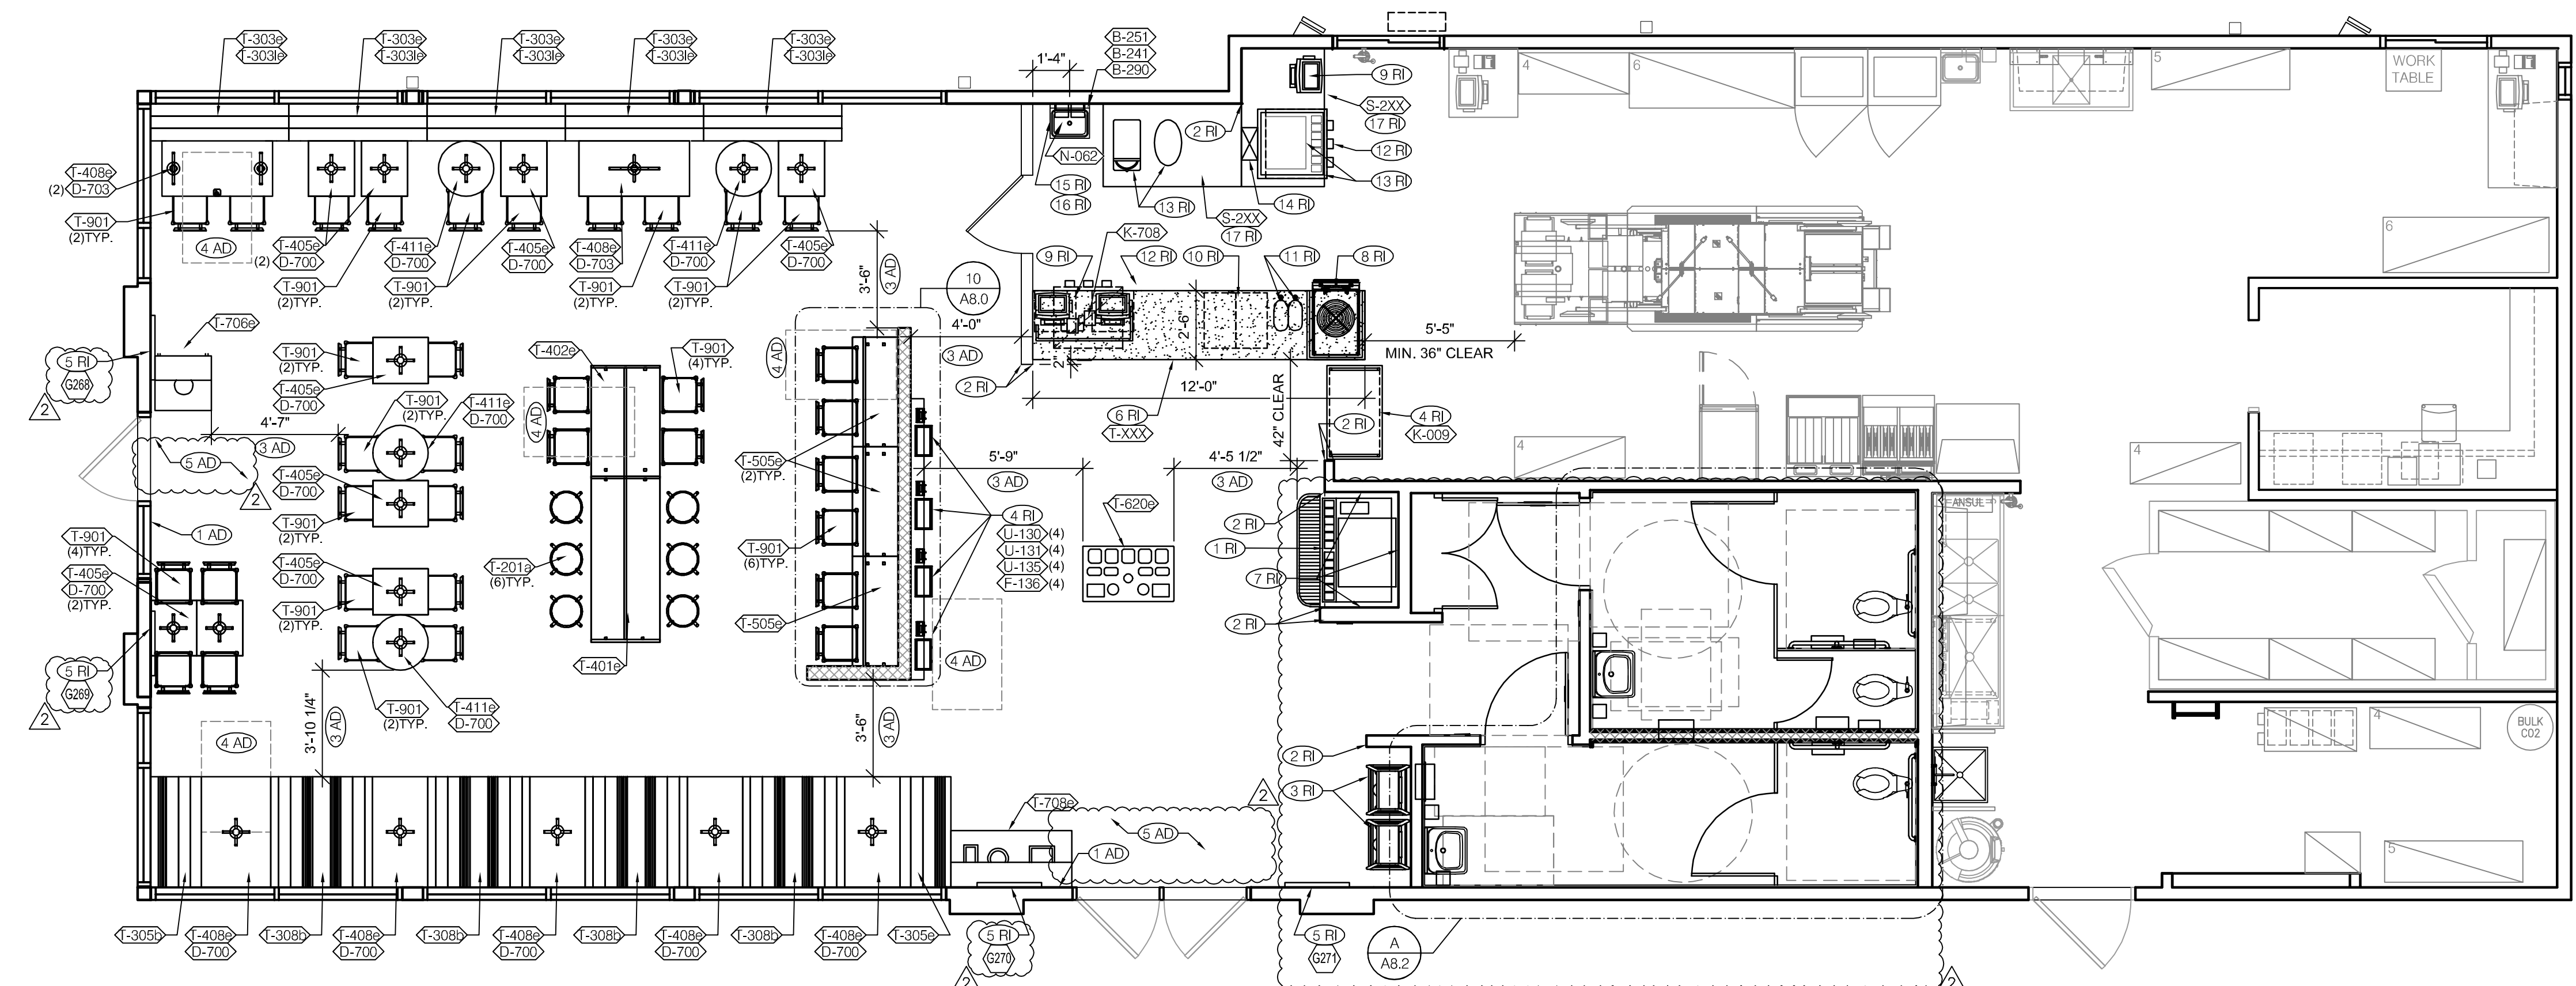 T-303e
T-303le
T-303e
T-303le
T-303e
T-303le
T-303e
T-303le
T-303e
T-303le
1'-4"
B-251
B-241
B-290
9 RI
S-2XX
17 RI
12 RI
13 RI
2 RI
N-062
15 RI
16 RI
13 RI
14 RI
S-2XX
17 RI
4
6
5
WORK
TABLE
6
T-408e
(2) D-703
T-901
(2)TYP.
4 AD
T-405e
(2) D-700
T-901
(2)TYP.
T-411e
D-700
T-901
(2)TYP.
T-405e
D-700
T-408e
D-703
T-901
(2)TYP.
T-411e
D-700
T-901
(2)TYP.
T-405e
D-700
3'-6"
3 AD
10
A8.0
4'-0"
3 AD
K-708
9 RI
12 RI
10 RI
11 RI
8 RI
2'-6"
2"
5'-5"
MIN. 36" CLEAR
12'-0"
2 RI
6 RI
T-XXX
42" CLEAR
2 RI
4 RI
K-009
T-706e
5 RI
G268
2
T-901
(2)TYP.
T-405e
D-700
T-402e
T-901
(4)TYP.
4 AD
4 AD
4'-7"
3 AD
T-901
(2)TYP.
T-411e
D-700
5 AD
2
T-405e
D-700
T-901
(2)TYP.
1 AD
T-901
(4)TYP.
T-405e
D-700
(2)TYP.
T-405e
D-700
T-901
(2)TYP.
T-201a
(6)TYP.
T-505e
(2)TYP.
T-901
(6)TYP.
T-505e
5'-9"
3 AD
4 RI
U-130 (4)
U-131 (4)
U-135 (4)
F-136 (4)
T-620e
4'-5 1/2"
3 AD
2 RI
1 RI
7 RI
2 RI
4
4
ANSUL
5 RI
G269
2
T-401e
T-901
(2)TYP.
T-411e
D-700
4 AD
3'-10 1/4"
3 AD
4 AD
3'-6"
3 AD
2 RI
3 RI
2
T-708e
5 AD
1 AD
4
BULK
CO2
5
T-305b
T-408e
D-700
T-308b
T-408e
D-700
T-308b
T-408e
D-700
T-308b
T-408e
D-700
T-308b
T-408e
D-700
T-305e
5 RI
G270
2
5 RI
G271
A
A8.2
2